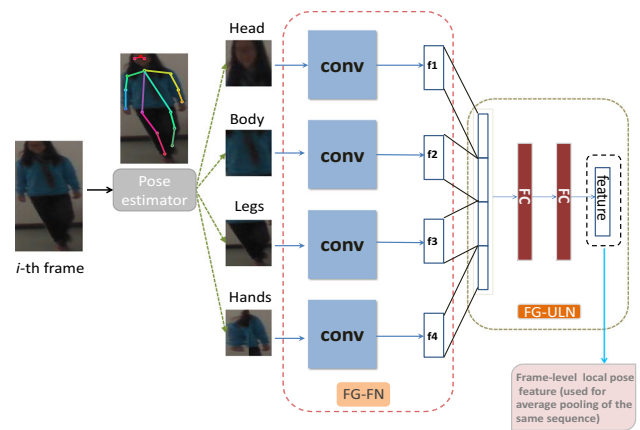 Head
conv
f1
Body
conv
f2
Pose
estimator
i-th frame
Legs
conv
f3
Hands
conv
f4
FG-FN
FC
FC
feature
FG-ULN
Frame-level local pose
feature (used for
average pooling of the
same sequence)